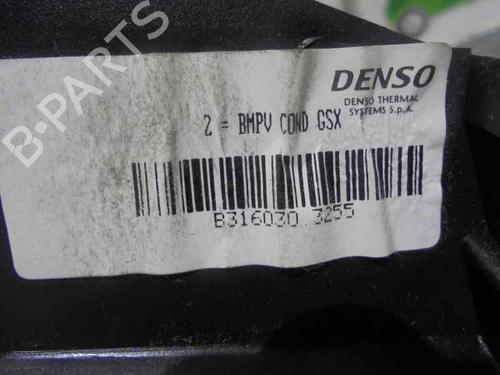 DENSO
DENSO THERMAL
SYSTEMS S.p.A.
2 = BMPV COND GSX
B316030 3255
B-PARTS